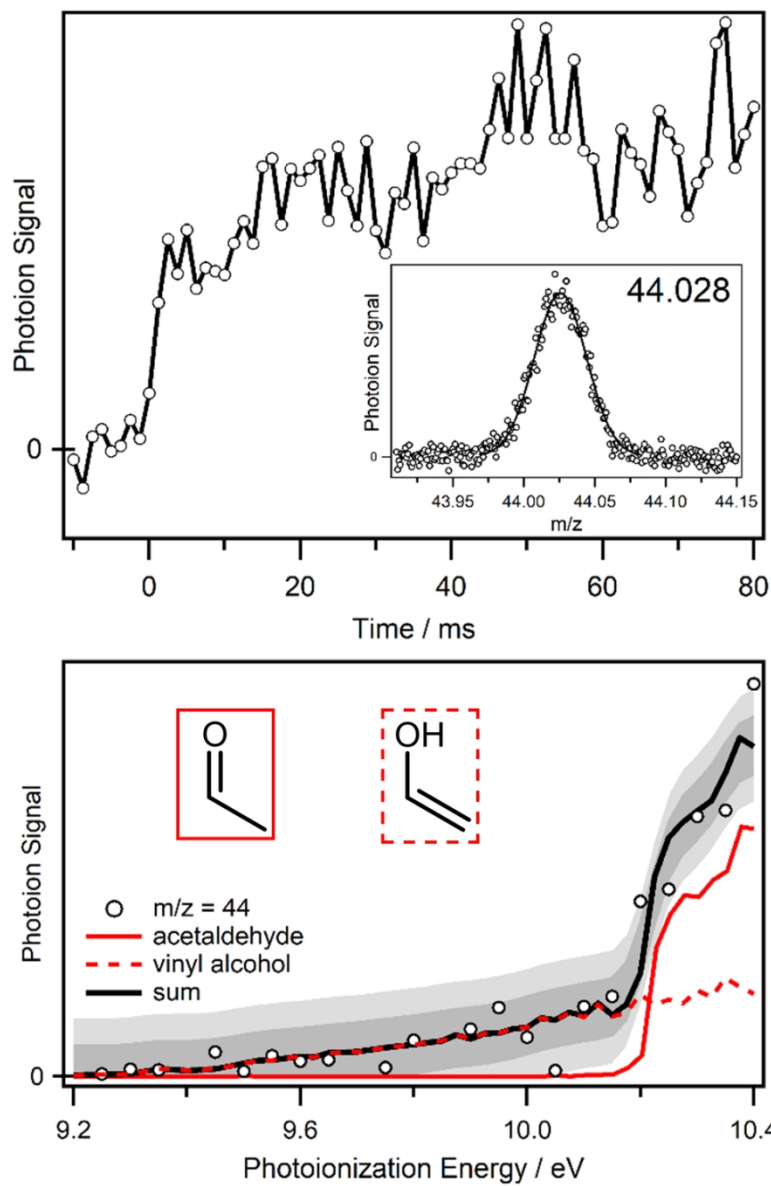 Photoion Signal
0
44.028
Photoion Signal
0
43.95 44.00 44.05 44.10 44.15
m/z
0 20 40 60 80
Time / ms
Photoion Signal
O
OH
m/z = 44
acetaldehyde
vinyl alcohol
sum
0
9.2 9.6 10.0 10.4
Photoionization Energy / eV